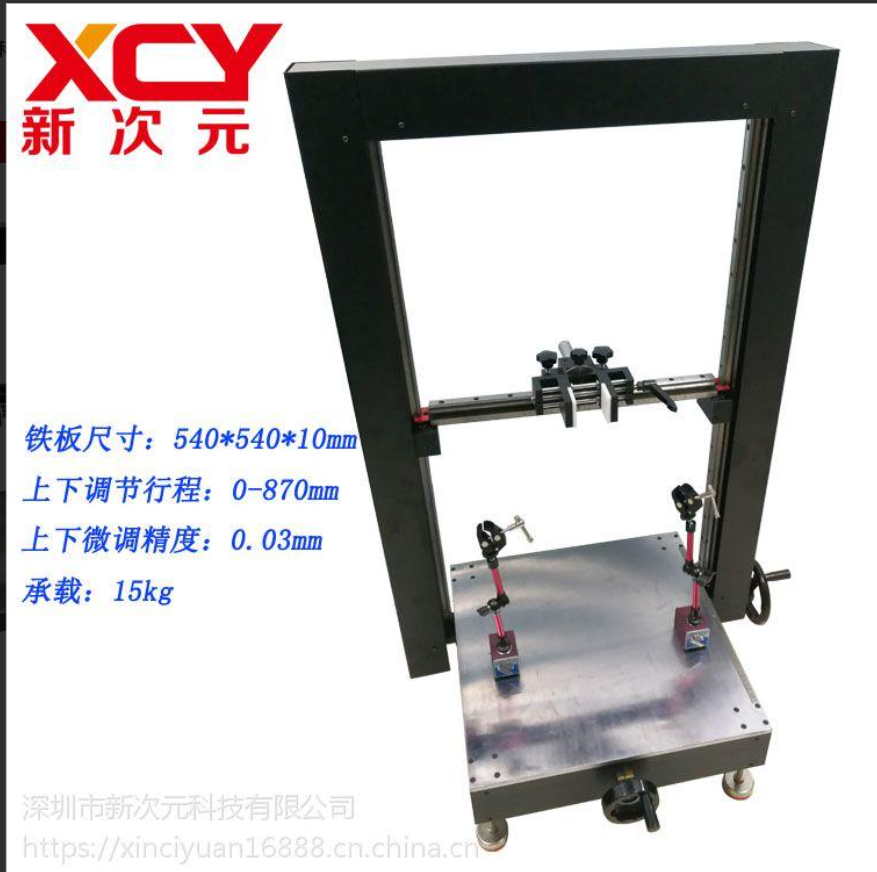 XCY
新次元
铁板尺寸：540*540*10mm
上下调节行程：0-870mm
上下微调精度：0.03mm
承载：15kg
深圳市新次元科技有限公司
https://xinciyuan16888.cn.china.cn